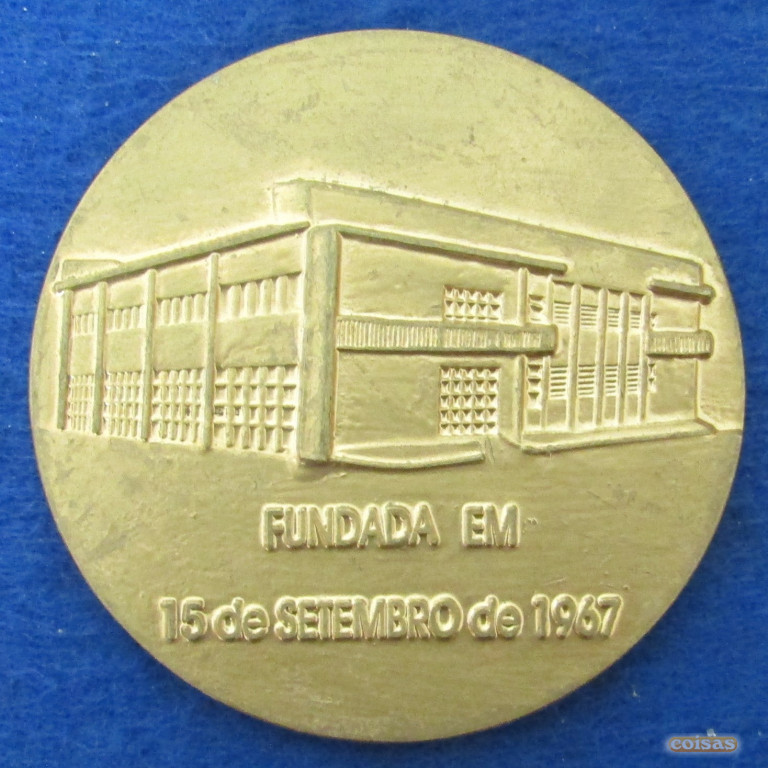 FUNDADA EM
15 de SETEMBRO de 1967
coisas